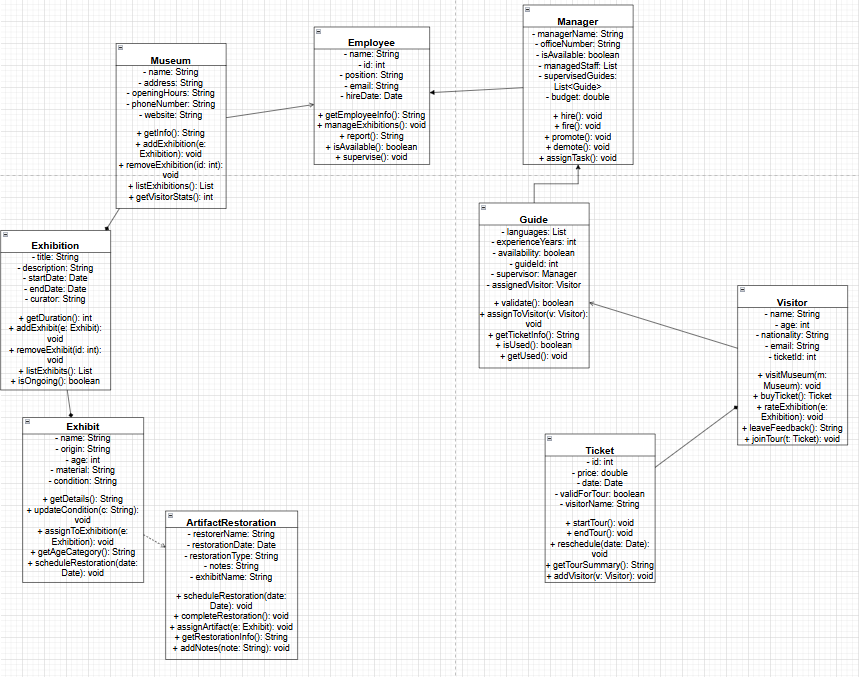 Museum
- name: String
- address: String
- openingHours: String
- phoneNumber: String
- website: String
+ getInfo(): String
+ addExhibition(e:
Exhibition): void
+ removeExhibition(id: int):
void
+ listExhibitions(): List
+ getVisitorStats(): int
Employee
- name: String
- id: int
- position: String
- email: String
- hireDate: Date
+ getEmployeeInfo(): String
+ manageExhibitions(): void
+ report(): String
+ isAvailable(): boolean
+ supervise(): void
Manager
- managerName: String
- officeNumber: String
- isAvailable: boolean
- managedStaff: List
- supervisedGuides:
List<Guide>
- budget: double
+ hire(): void
+ fire(): void
+ promote(): void
+ demote(): void
+ assignTask(): void
Exhibition
- title: String
- description: String
- startDate: Date
- endDate: Date
- curator: String
+ getDuration(): int
+ addExhibit(e: Exhibit):
void
+ removeExhibit(id: int):
void
+ listExhibits(): List
+ isOngoing(): boolean
Guide
- languages: List
- experienceYears: int
- availability: boolean
- guideId: int
- supervisor: Manager
- assignedVisitor: Visitor
+ validate(): boolean
+ assignToVisitor(v: Visitor):
void
+ getTicketInfo(): String
+ isUsed(): boolean
+ getUsed(): void
Visitor
- name: String
- age: int
- nationality: String
- email: String
- ticketId: int
+ visitMuseum(m:
Museum): void
+ buyTicket(): Ticket
+ rateExhibition(e:
Exhibition): void
+ leaveFeedback(): String
+ joinTour(t: Ticket): void
Exhibit
- name: String
- origin: String
- age: int
- material: String
- condition: String
+ getDetails(): String
+ updateCondition(c: String):
void
+ assignToExhibition(e:
Exhibition): void
+ getAgeCategory(): String
+ scheduleRestoration(date:
Date): void
Ticket
- id: int
- price: double
- date: Date
- validForTour: boolean
- visitorName: String
+ startTour(): void
+ endTour(): void
+ reschedule(date: Date):
void
+ getTourSummary(): String
+ addVisitor(v: Visitor): void
ArtifactRestoration
- restorerName: String
- restorationDate: Date
- restorationType: String
- notes: String
- exhibitName: String
+ scheduleRestoration(date:
Date): void
+ completeRestoration(): void
+ assignArtifact(e: Exhibit): void
+ getRestorationInfo(): String
+ addNotes(note: String): void